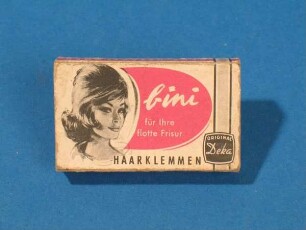 bini
für Ihre
flotte Frisur
HAARKLEMMEN
ORIGINAL
Deka